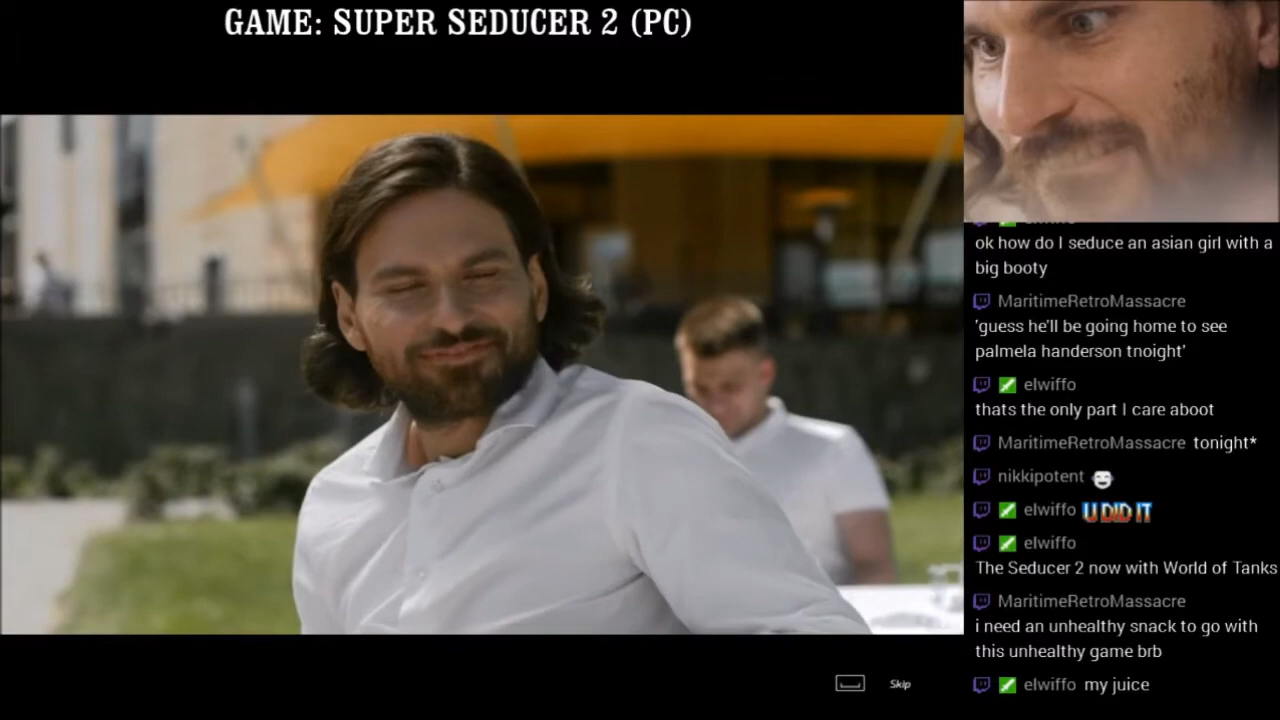 GAME: SUPER SEDUCER 2 (PC)
ok how do I seduce an asian girl with a
big booty
MaritimeRetroMassacre
'guess he'll be going home to see
palmela handerson tnoight'
elwiffo
thats the only part I care aboot
MaritimeRetroMassacre tonight*
nikkipotent
elwiffo U DID IT
elwiffo
The Seducer 2 now with World of Tanks
MaritimeRetroMassacre
i need an unhealthy snack to go with
this unhealthy game brb
elwiffo my juice
Skip